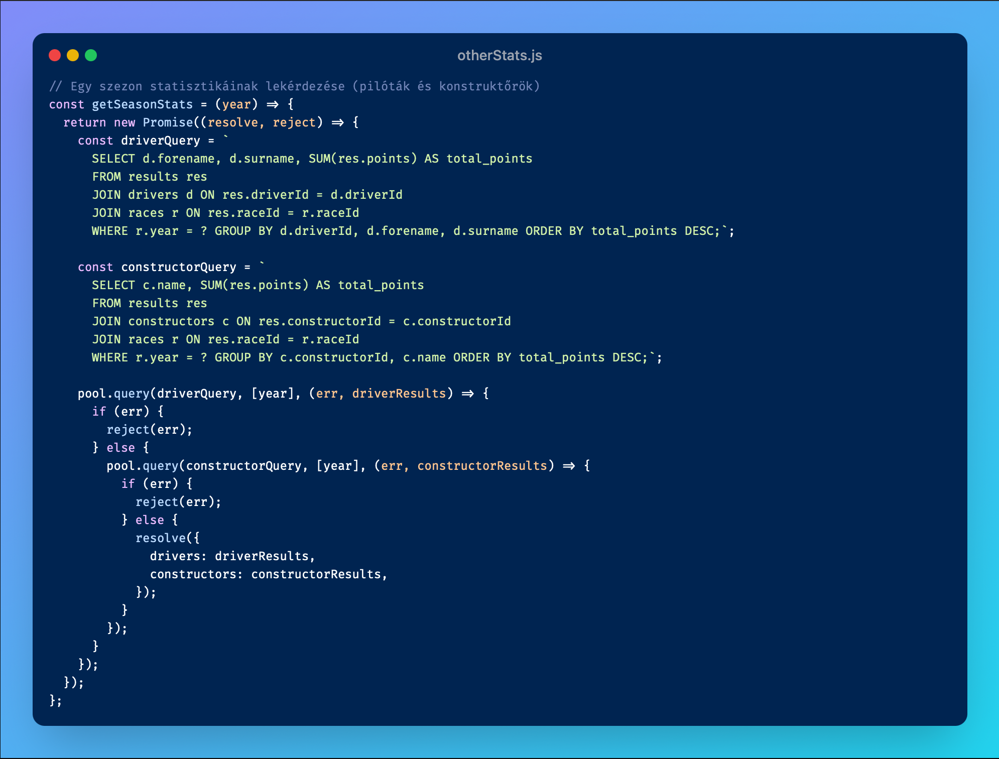 otherStats.js
// Egy szezon statisztikáinak lekérdezése (pilóták és konstruktőrök)
const getSeasonStats = (year) => {
  return new Promise((resolve, reject) => {
    const driverQuery = `
      SELECT d.forename, d.surname, SUM(res.points) AS total_points
      FROM results res
      JOIN drivers d ON res.driverId = d.driverId
      JOIN races r ON res.raceId = r.raceId
      WHERE r.year = ? GROUP BY d.driverId, d.forename, d.surname ORDER BY total_points DESC;`;

    const constructorQuery = `
      SELECT c.name, SUM(res.points) AS total_points
      FROM results res
      JOIN constructors c ON res.constructorId = c.constructorId
      JOIN races r ON res.raceId = r.raceId
      WHERE r.year = ? GROUP BY c.constructorId, c.name ORDER BY total_points DESC;`;

    pool.query(driverQuery, [year], (err, driverResults) => {
      if (err) {
        reject(err);
      } else {
        pool.query(constructorQuery, [year], (err, constructorResults) => {
          if (err) {
            reject(err);
          } else {
            resolve({
              drivers: driverResults,
              constructors: constructorResults,
            });
          }
        });
      }
    });
  });
};